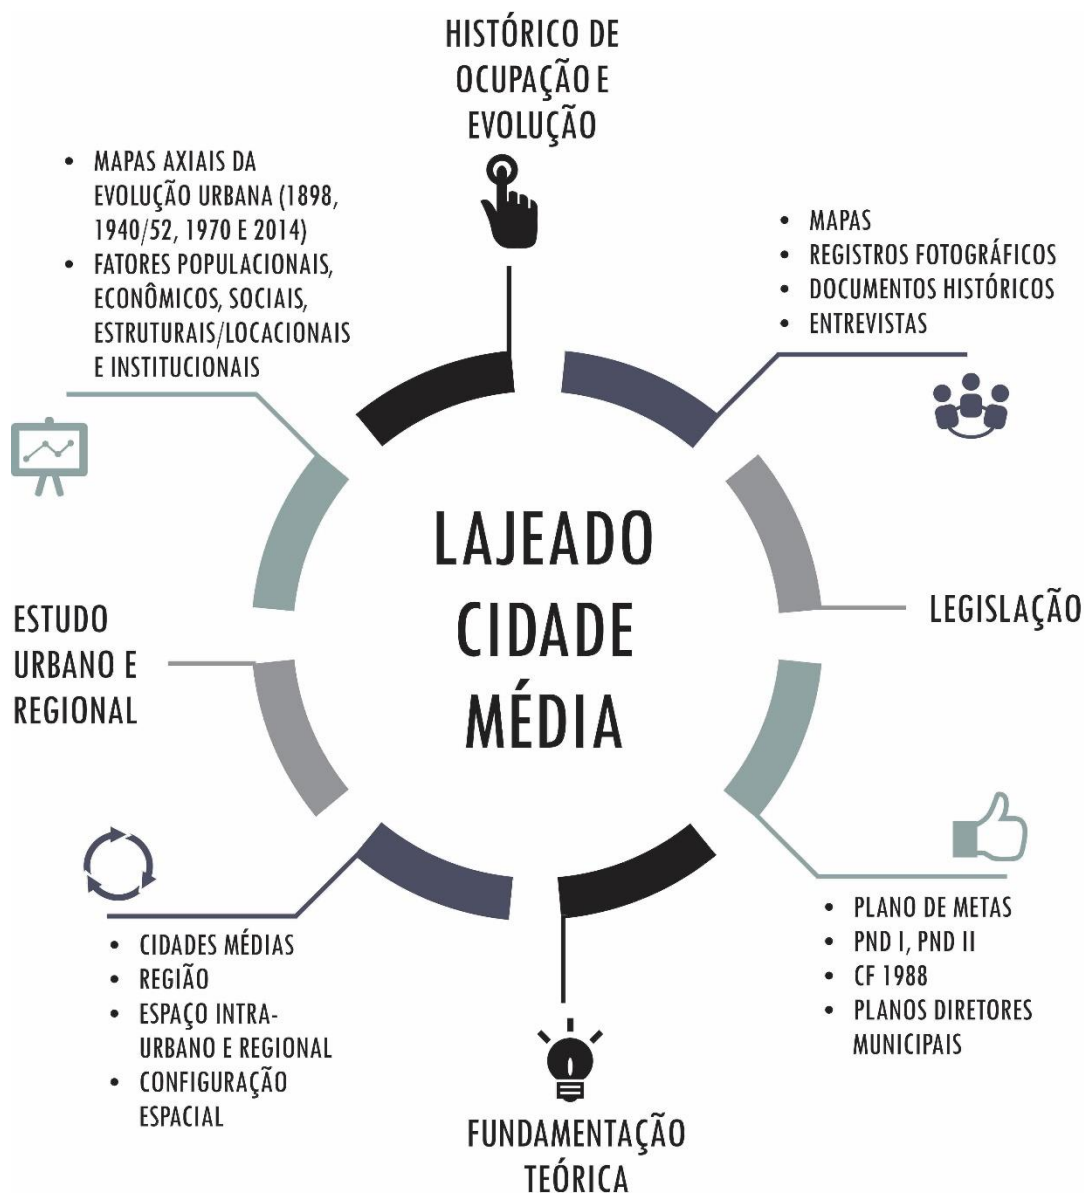 HISTÓRICO DE
OCUPAÇÃO E
EVOLUÇÃO
• MAPAS AXIAIS DA
EVOLUÇÃO URBANA (1898,
1940/52, 1970 E 2014)
• FATORES POPULACIONAIS,
ECONÔMICOS, SOCIAIS,
ESTRUTURAIS/LOCACIONAIS
E INSTITUCIONAIS
• MAPAS
• REGISTROS FOTOGRÁFICOS
• DOCUMENTOS HISTÓRICOS
• ENTREVISTAS
LAJEADO
CIDADE
MÉDIA
ESTUDO
URBANO E
REGIONAL
LEGISLAÇÃO
• CIDADES MÉDIAS
• REGIÃO
• ESPAÇO INTRA-
URBANO E REGIONAL
• CONFIGURAÇÃO
ESPACIAL
• PLANO DE METAS
• PND I, PND II
• CF 1988
• PLANOS DIRETORES
MUNICIPAIS
FUNDAMENTAÇÃO
TEÓRICA